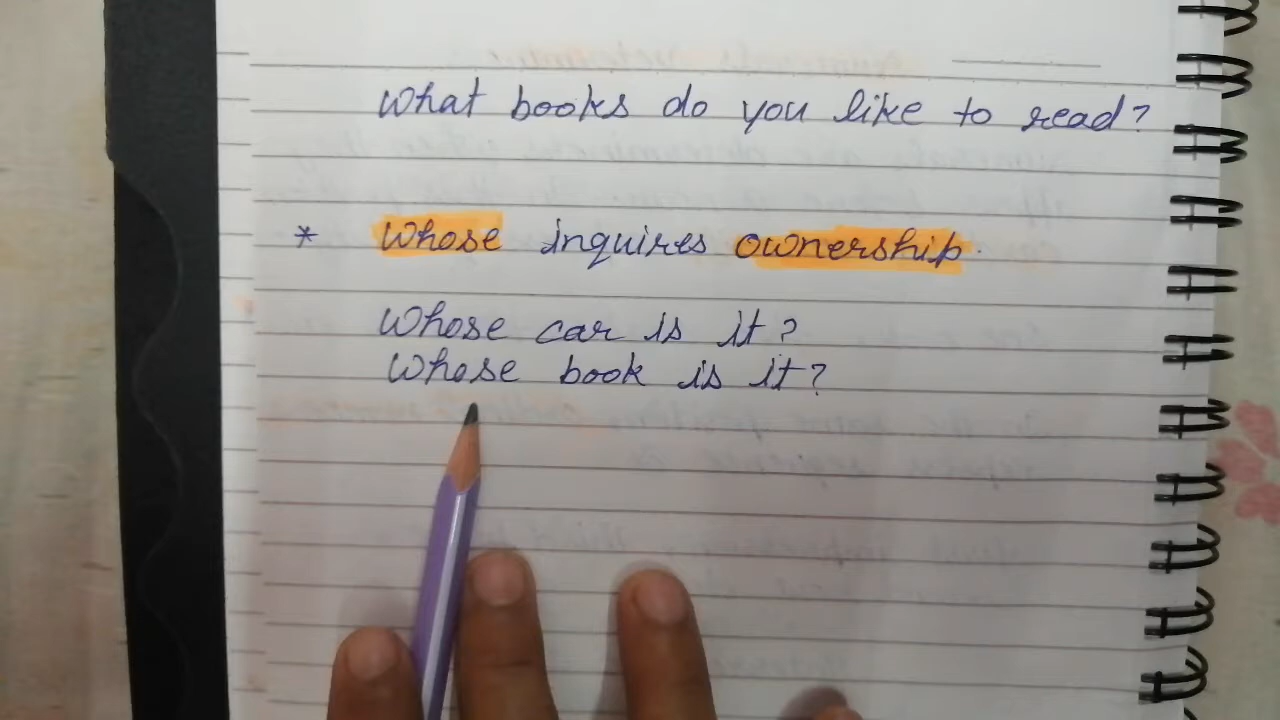 What books do you like to read?
* Whose inquires ownership.
Whose car is it?
Whose book is it?